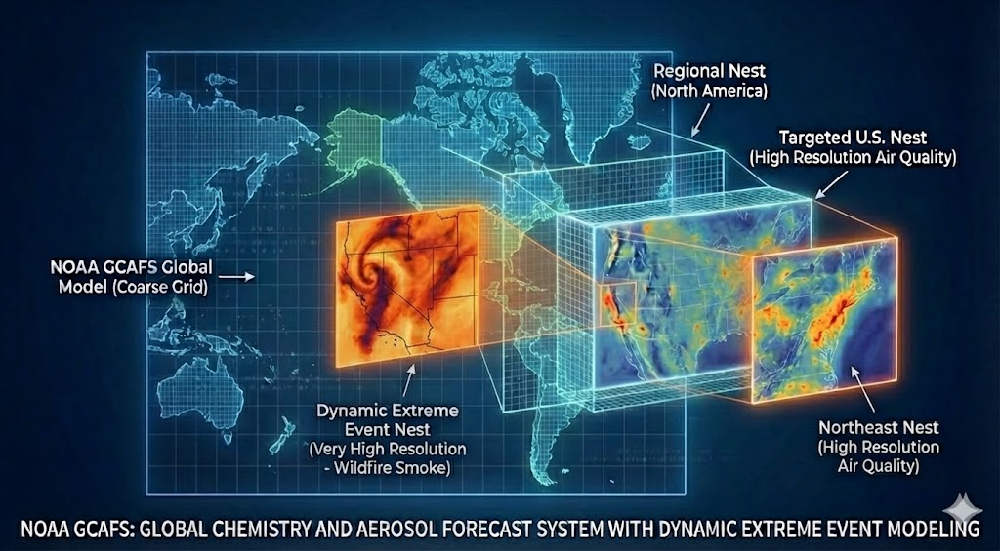 Regional Nest
(North America)
Targeted U.S. Nest
(High Resolution Air Quality)
NOAA GCAFS Global
Model (Coarse Grid)
Dynamic Extreme
Event Nest
(Very High Resolution
- Wildfire Smoke)
Northeast Nest
(High Resolution
Air Quality)
NOAA GCAFS: GLOBAL CHEMISTRY AND AEROSOL FORECAST SYSTEM WITH DYNAMIC EXTREME EVENT MODELING